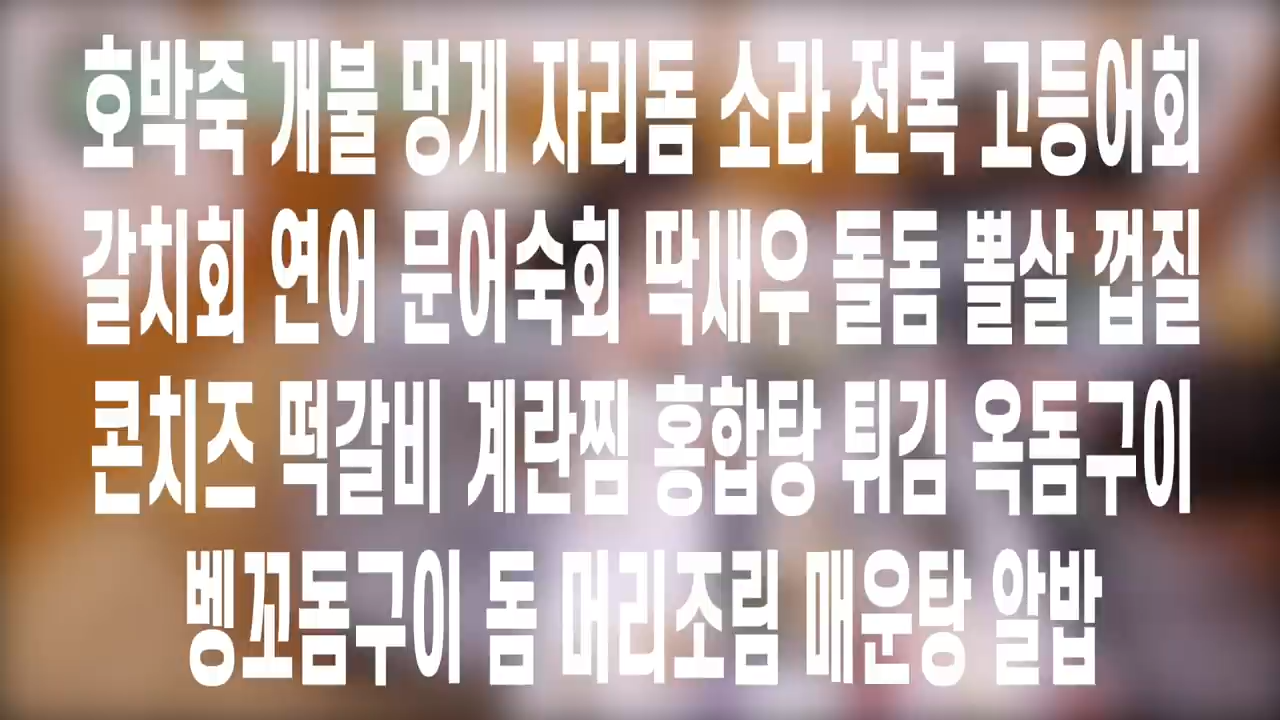 호박죽 개불 멍게 자리돔 소라 전복 고등어회
갈치회 연어 문어숙회 딱새우 돌돔 뽈살 껍질
콘치즈 떡갈비 계란찜 홍합탕 튀김 옥돔구이
벵꼬돔구이 돔 머리조림 매운탕 알밥